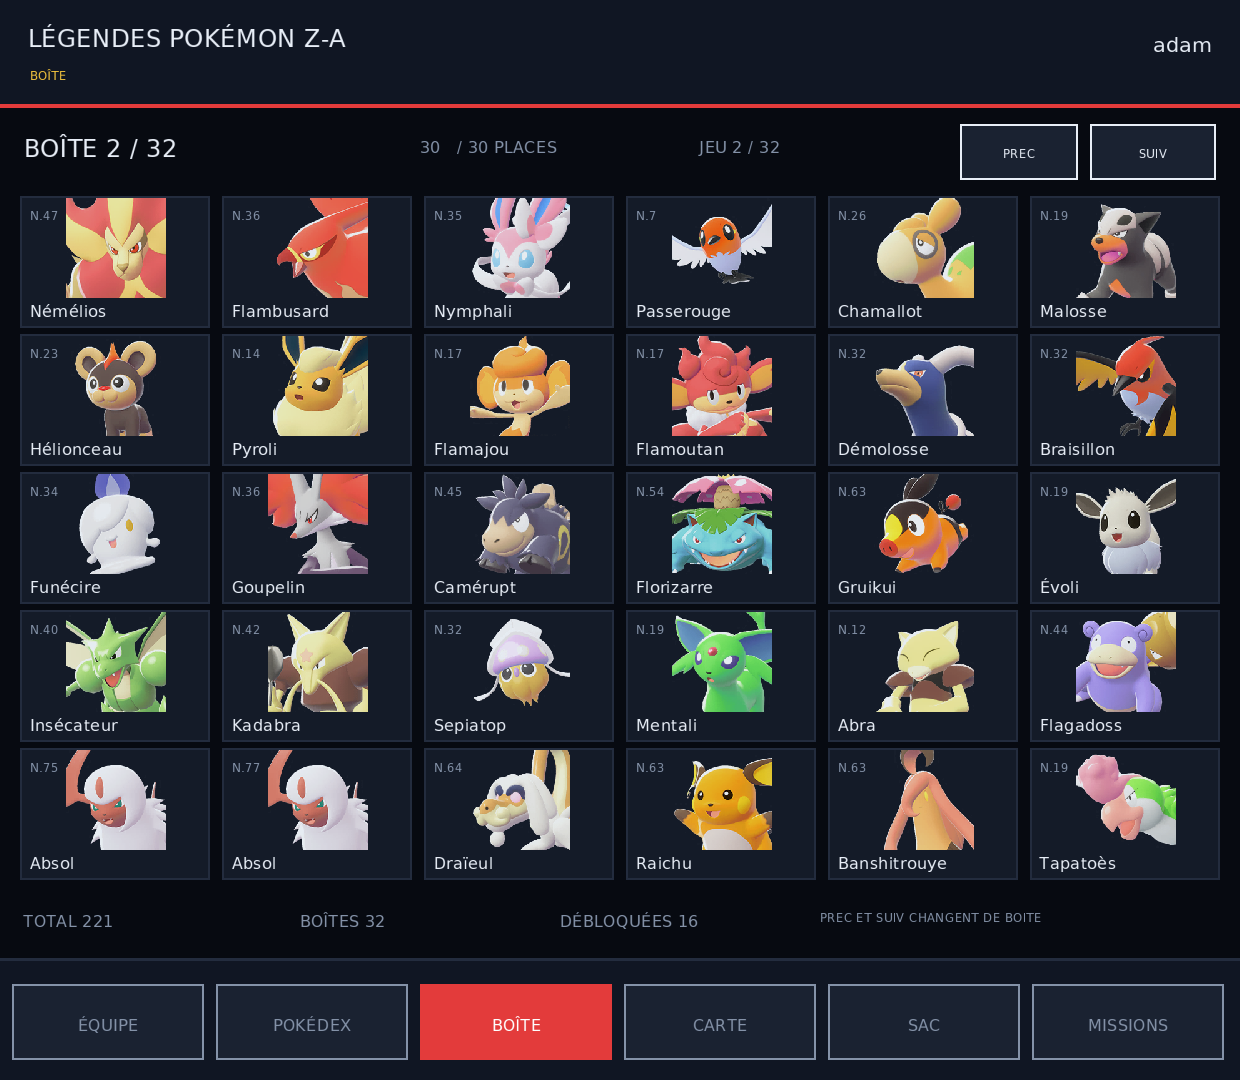 LÉGENDES POKÉMON Z-A
adam
BOÎTE
BOÎTE 2 / 32
30 / 30 PLACES
JEU 2 / 32
PREC
SUIV
N.47
N.36
N.35
N.7
N.26
N.19
Némélios
Flambusard
Nymphali
Passerouge
Chamallot
Malosse
N.23
N.14
N.17
N.17
N.32
N.32
Hélionceau
Pyroli
Flamajou
Flamoutan
Démolosse
Braisillon
N.34
N.36
N.45
N.54
N.63
N.19
Funécire
Goupelin
Camérupt
Florizarre
Gruikui
Évoli
N.40
N.42
N.32
N.19
N.12
N.44
Insécateur
Kadabra
Sepiatop
Mentali
Abra
Flagadoss
N.75
N.77
N.64
N.63
N.63
N.19
Absol
Absol
Draïeul
Raichu
Banshitrouye
Tapatoès
TOTAL 221
BOÎTES 32
DÉBLOQUÉES 16
PREC ET SUIV CHANGENT DE BOITE
ÉQUIPE
POKÉDEX
BOÎTE
CARTE
SAC
MISSIONS